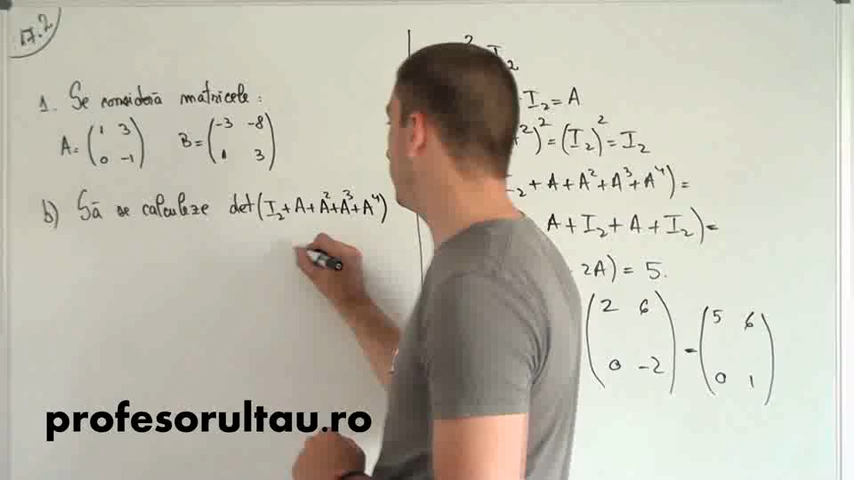 17.2
1. Se consideră matricele:
A = ( 1 3 ) B = ( -3 -8 )
( 0 -1 ) ( 1 3 )
b) Să se calculeze det(I₂+A+A²+A³+A⁴)
I₂ = A
)² = (I₂)² = I₂
+ A + A² + A³ + A⁴) =
A + I₂ + A + I₂) =
2A) = 5.
( 2 6 ) = ( 5 6 )
( 0 -2 ) ( 0 1 )
profesorultau.ro